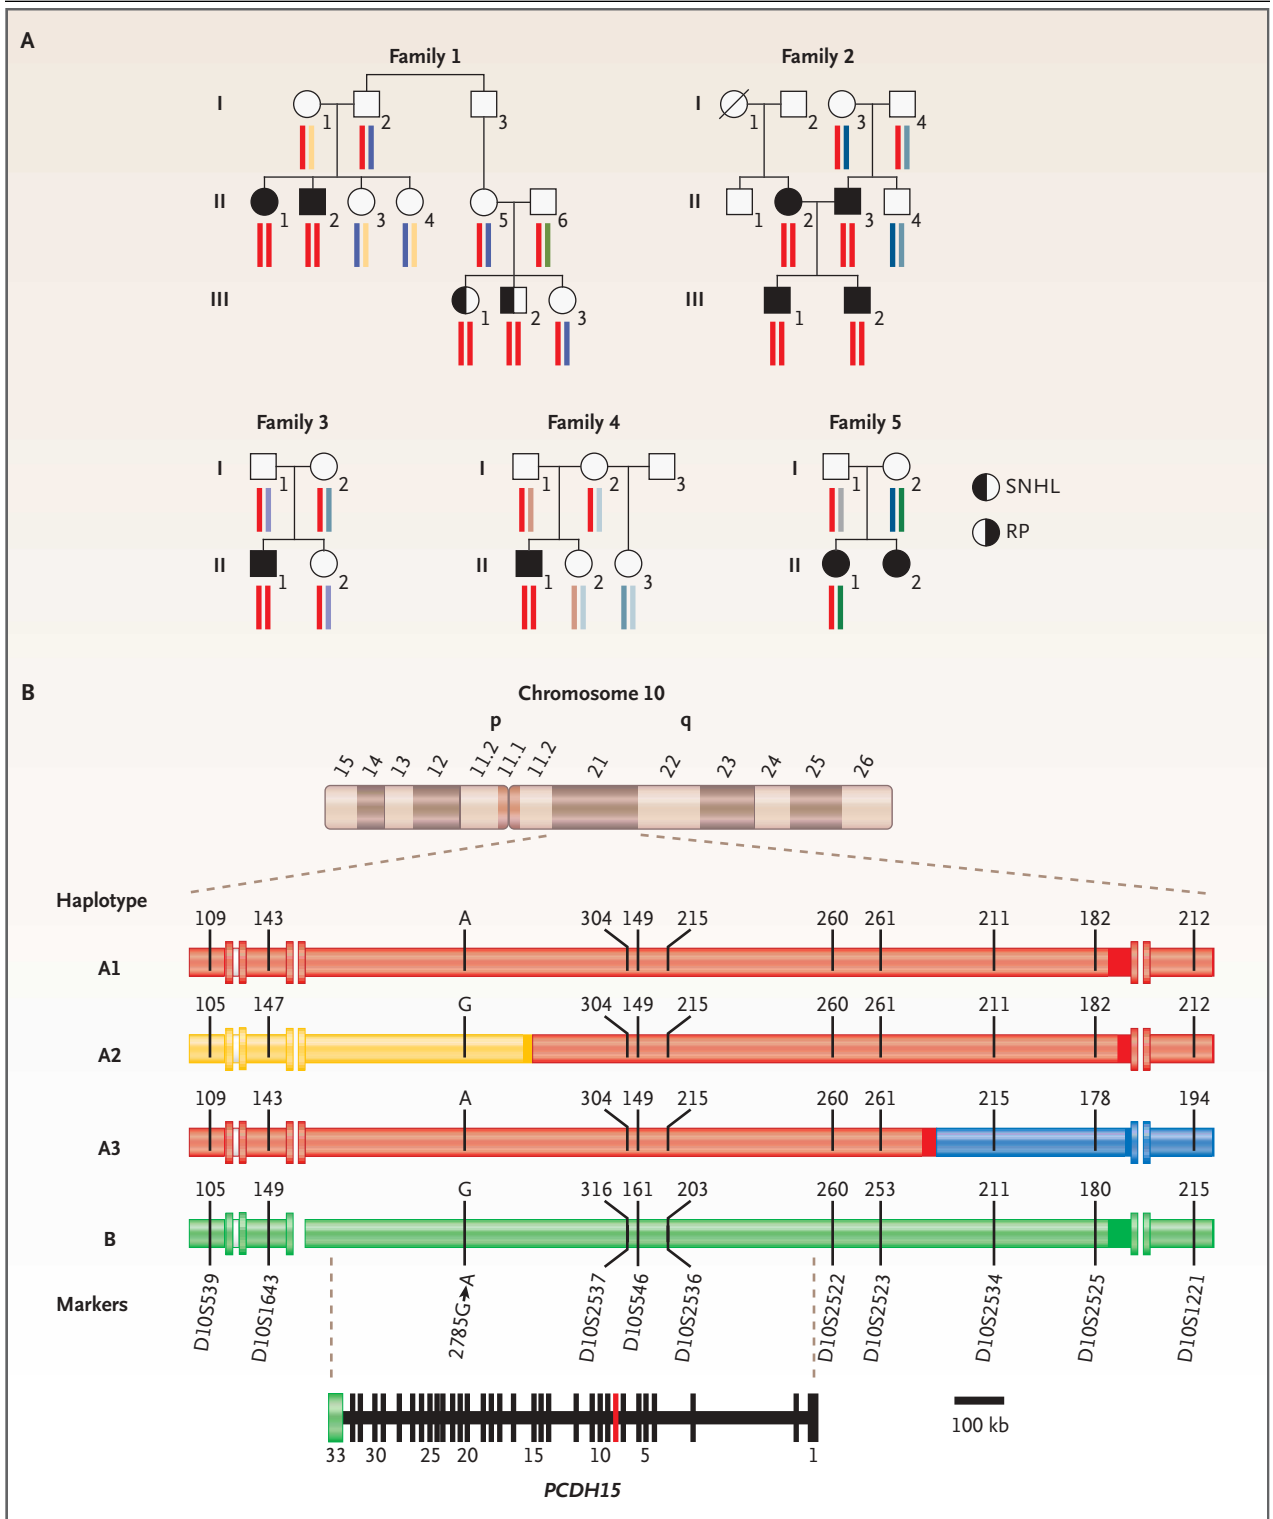 A
Family 1
Family 2
I
1
2
3
I
1
2
3
4
II
1
2
3
4
5
6
II
1
2
3
4
III
1
2
3
III
1
2
Family 3
Family 4
Family 5
I
1
2
I
1
2
3
I
1
2
SNHL
RP
II
1
2
II
1
2
3
II
1
2
B
Chromosome 10
p
q
15 14 13 12 11.2 11.1 11.2 21 22 23 24 25 26
Haplotype
109 143 A 304 149 215 260 261 211 182 212
A1
105 147 G 304 149 215 260 261 211 182 212
A2
109 143 A 304 149 215 260 261 215 178 194
A3
105 149 G 316 161 203 260 253 211 180 215
B
Markers
D10S539 D10S1643 2785G→A D10S2537 D10S546 D10S2536 D10S2522 D10S2523 D10S2534 D10S2525 D10S1221
33 30 25 20 15 10 5 1
100 kb
PCDH15